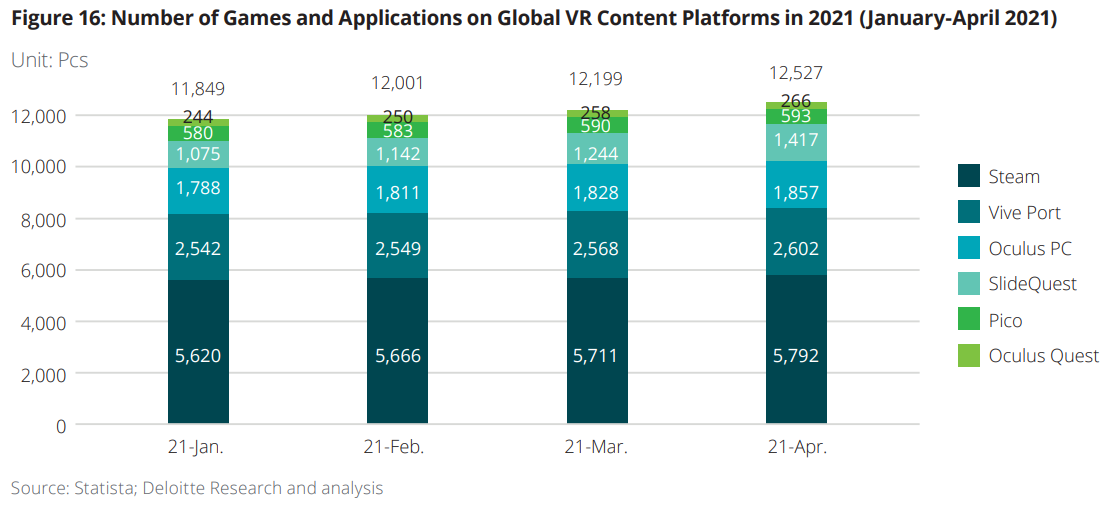 Figure 16: Number of Games and Applications on Global VR Content Platforms in 2021 (January-April 2021)
Unit: Pcs
11,849
12,001
12,199
12,527
12,000
10,000
8,000
6,000
4,000
2,000
0
244
580
1,075
1,788
2,542
5,620
250
583
1,142
1,811
2,549
5,666
258
590
1,244
1,828
2,568
5,711
266
593
1,417
1,857
2,602
5,792
21-Jan.
21-Feb.
21-Mar.
21-Apr.
Steam
Vive Port
Oculus PC
SlideQuest
Pico
Oculus Quest
Source: Statista; Deloitte Research and analysis